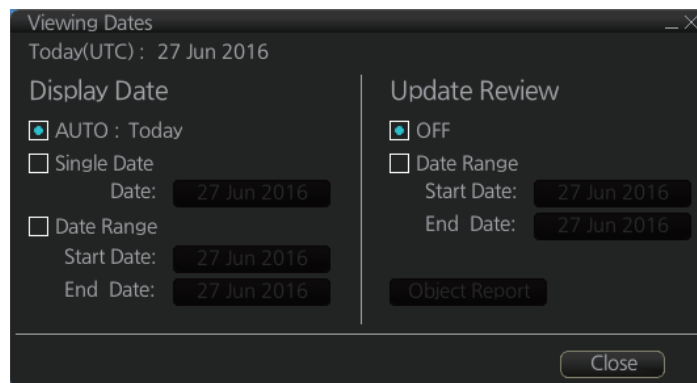 Viewing Dates
Today(UTC) : 27 Jun 2016
Display Date
AUTO : Today
Single Date
Date: 27 Jun 2016
Date Range
Start Date: 27 Jun 2016
End Date: 27 Jun 2016
Update Review
OFF
Date Range
Start Date: 27 Jun 2016
End Date: 27 Jun 2016
Object Report
Close